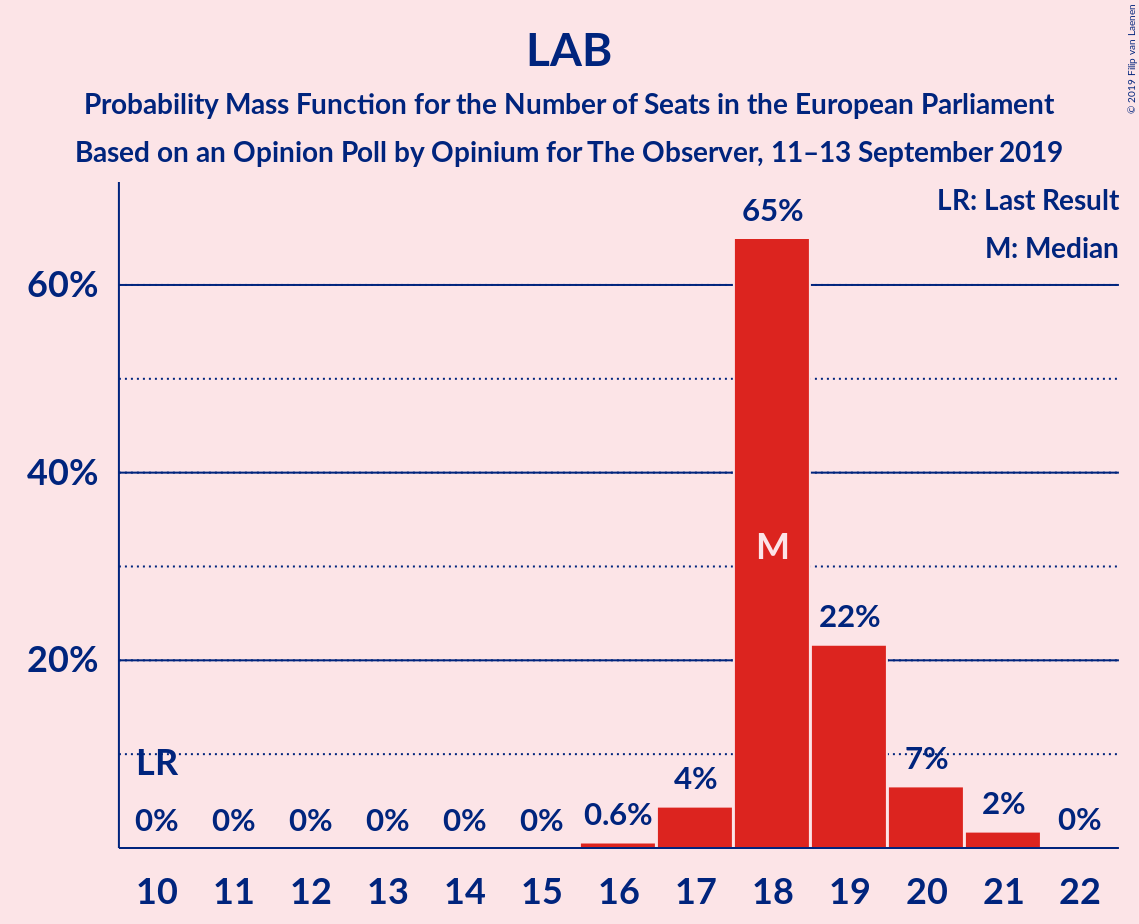 LAB
Probability Mass Function for the Number of Seats in the European Parliament
Based on an Opinion Poll by Opinium for The Observer, 11–13 September 2019
© 2019 Filip van Laenen
LR: Last Result
M: Median
65%
60%
40%
M
22%
20%
LR
7%
4%
0% 0% 0% 0% 0% 0% 0.6% 2% 0%
10 11 12 13 14 15 16 17 18 19 20 21 22